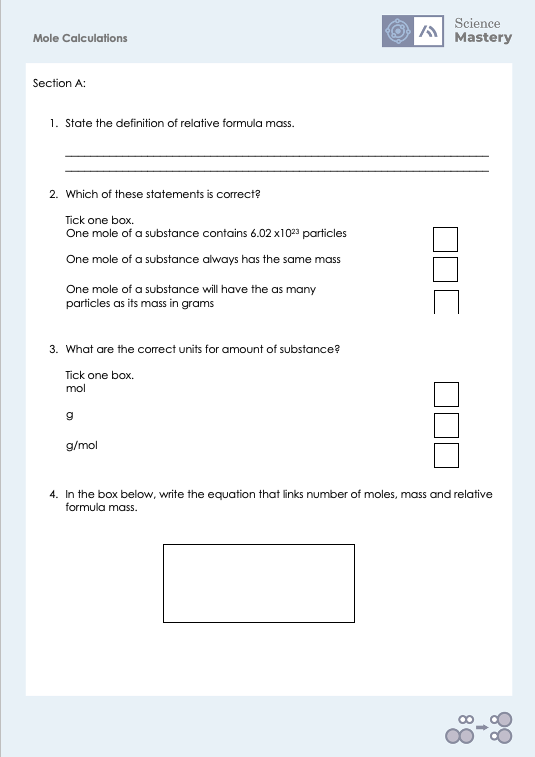 Mole Calculations
Science
Mastery
Section A:
1. State the definition of relative formula mass.
2. Which of these statements is correct?
Tick one box.
One mole of a substance contains 6.02 x10²³ particles
One mole of a substance always has the same mass
One mole of a substance will have the as many
particles as its mass in grams
3. What are the correct units for amount of substance?
Tick one box.
mol
g
g/mol
4. In the box below, write the equation that links number of moles, mass and relative
formula mass.